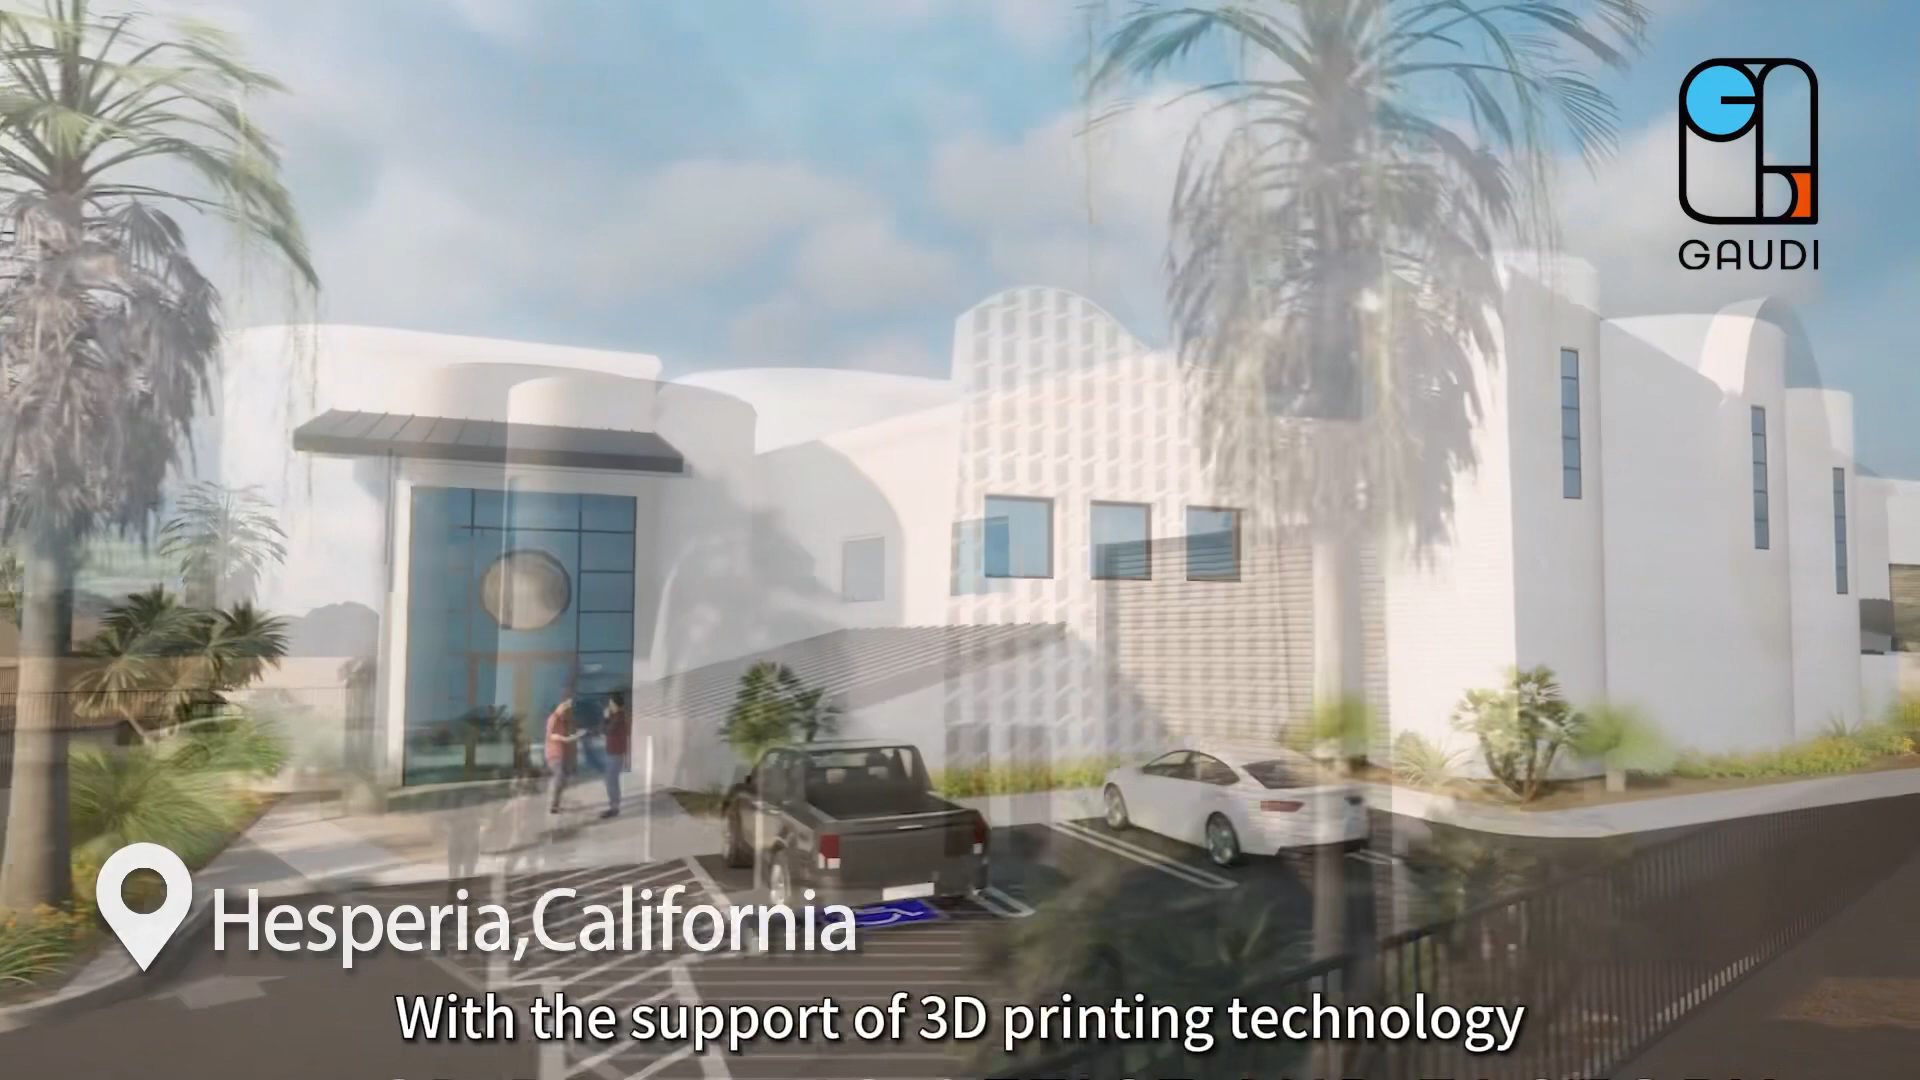 GAUDI
Hesperia,California
With the support of 3D printing technology